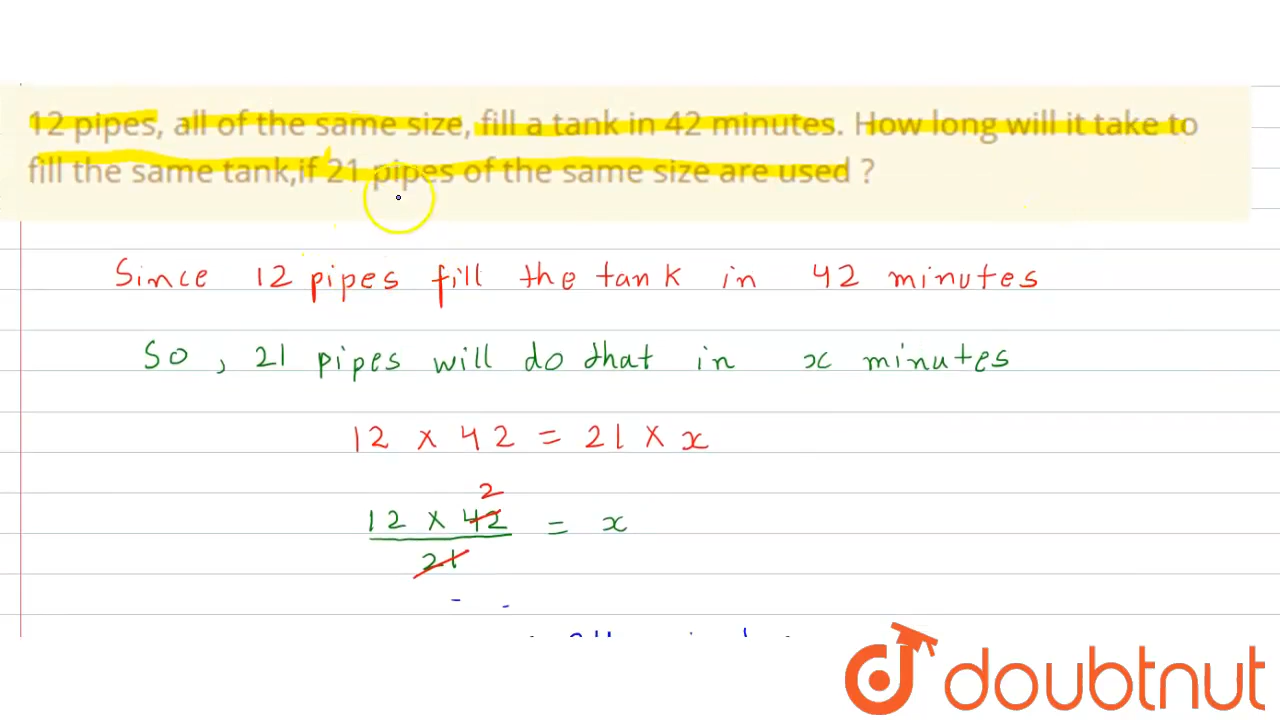 12 pipes, all of the same size, fill a tank in 42 minutes. How long will it take to
fill the same tank,if 21 pipes of the same size are used ?
Since 12 pipes fill the tank in 42 minutes
So, 21 pipes will do that in x minutes
12 × 42 = 21 × x
2
12 × 42 = x
21
doubtnut